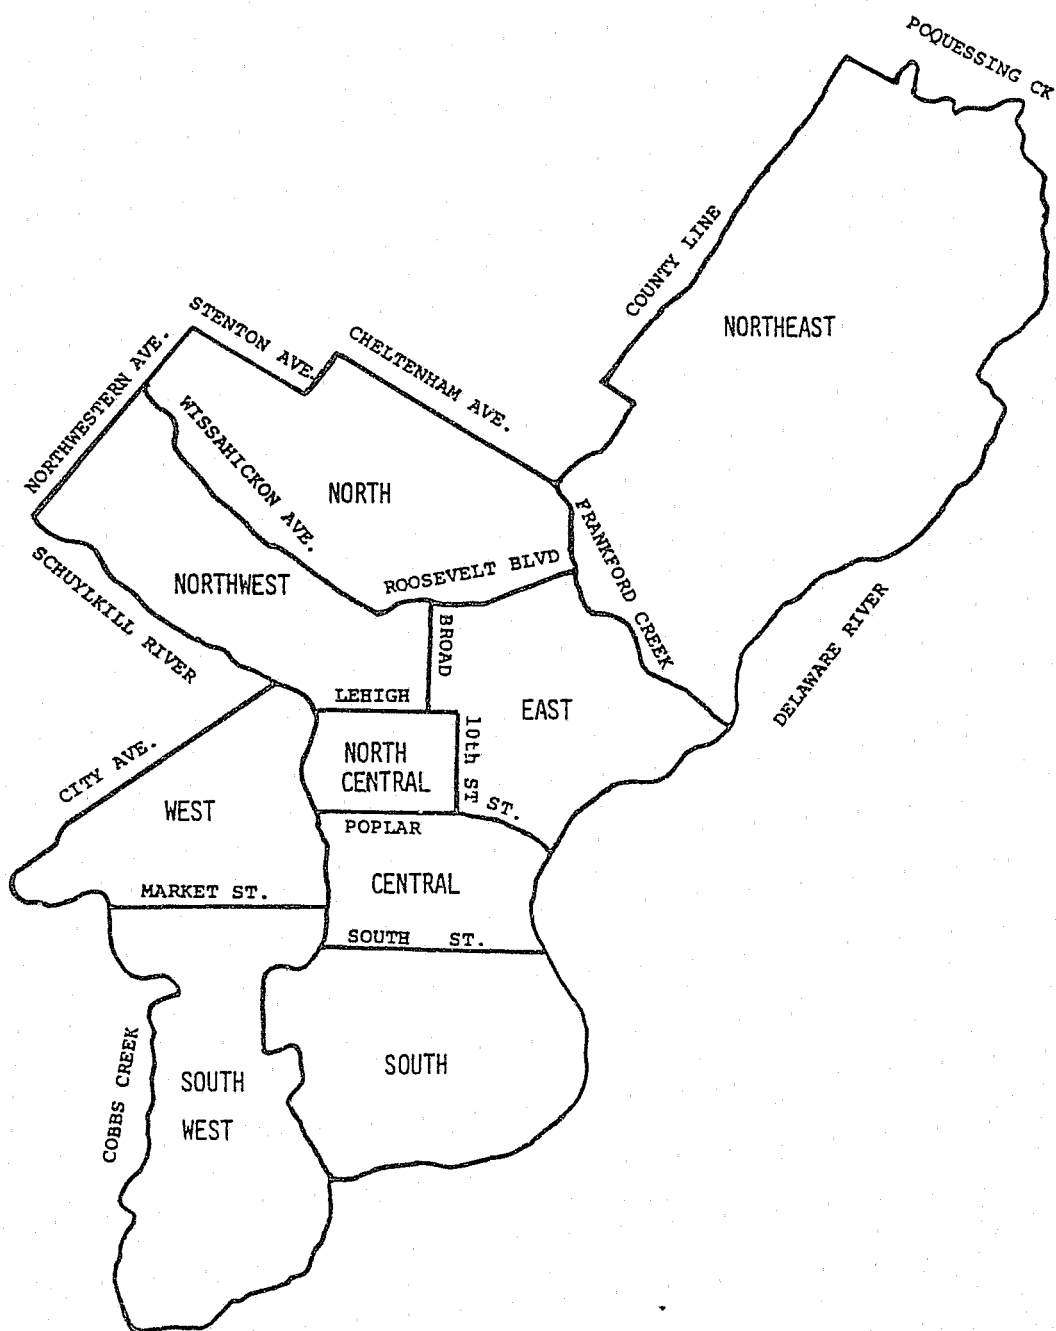 POQUESSING CK
COUNTY LINE
NORTHEAST
STENTON AVE.
CHELTENHAM AVE.
NORTHWESTERN AVE.
WISSAHICKON AVE.
NORTH
FRANKFORD CREEK
ROOSEVELT BLVD
NORTHWEST
SCHUYLKILL RIVER
BROAD
DELAWARE RIVER
LEHIGH
EAST
10th ST
NORTH
CENTRAL
CITY AVE.
WEST
POPLAR ST.
CENTRAL
MARKET ST.
SOUTH ST.
COBBS CREEK
SOUTH
WEST
SOUTH